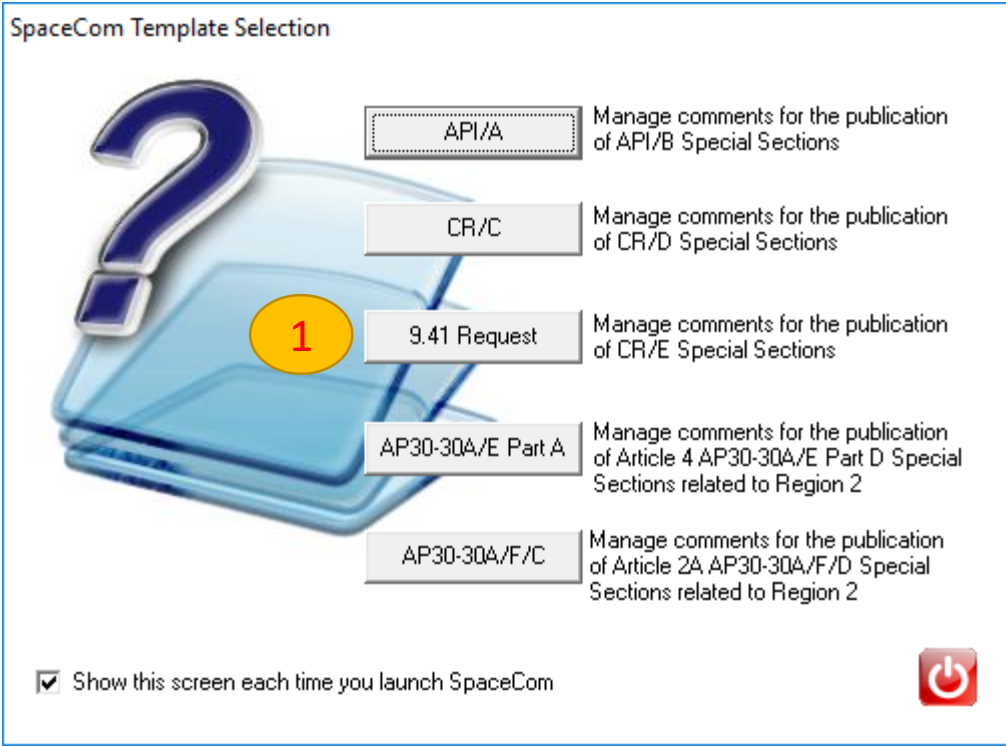 SpaceCom Template Selection
API/A
Manage comments for the publication
of API/B Special Sections
CR/C
Manage comments for the publication
of CR/D Special Sections
1
9.41 Request
Manage comments for the publication
of CR/E Special Sections
AP30-30A/E Part A
Manage comments for the publication
of Article 4 AP30-30A/E Part D Special
Sections related to Region 2
AP30-30A/F/C
Manage comments for the publication
of Article 2A AP30-30A/F/D Special
Sections related to Region 2
Show this screen each time you launch SpaceCom